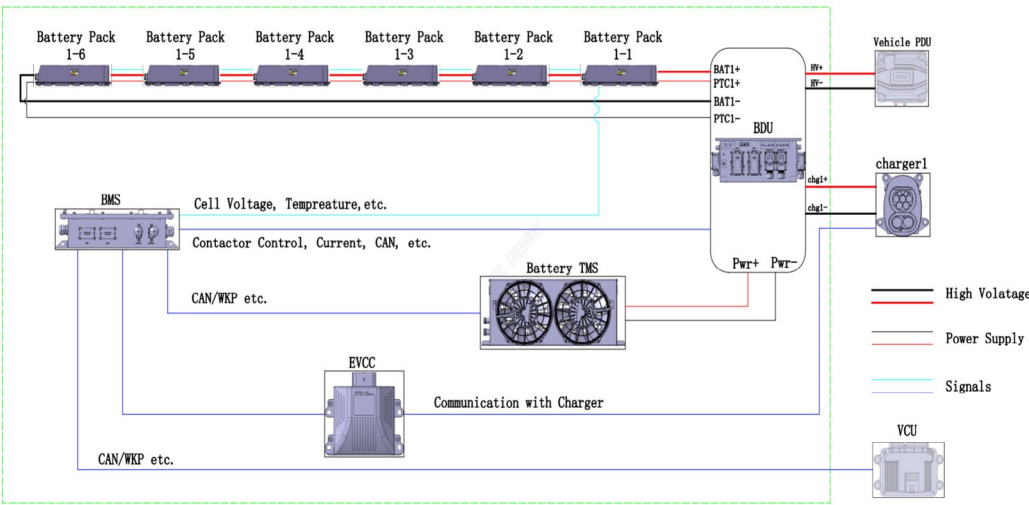 Battery Pack
1-6
Battery Pack
1-5
Battery Pack
1-4
Battery Pack
1-3
Battery Pack
1-2
Battery Pack
1-1
Vehicle PDU
BAT1+
PTC1+
BAT1-
PTC1-
HV+
HV-
BDU
charger1
chg1+
chg1-
BMS
Cell Voltage, Tempreature,etc.
Contactor Control, Current, CAN, etc.
Pwr+ Pwr-
Battery TMS
CAN/WKP etc.
High Volatage
Power Supply
EVCC
Signals
Communication with Charger
VCU
CAN/WKP etc.